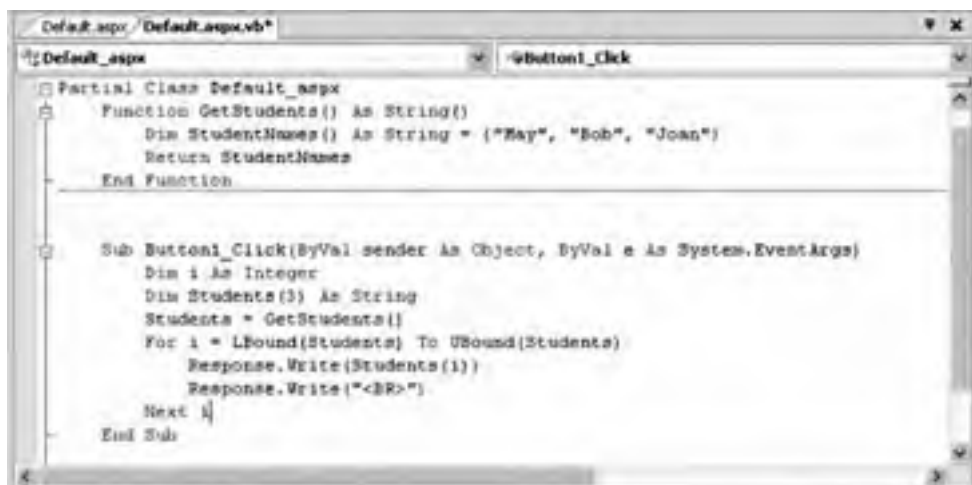 Default.aspx Default.aspx.vb*
Default_aspx Button1_Click
Partial Class Default_aspx
Function GetStudents() As String()
Dim StudentNames() As String = {"May", "Bob", "Joan"}
Return StudentNames
End Function
Sub Button1_Click(ByVal sender As Object, ByVal e As System.EventArgs)
Dim i As Integer
Dim Students(3) As String
Students = GetStudents()
For i = LBound(Students) To UBound(Students)
Response.Write(Students(i))
Response.Write("<BR>")
Next i
End Sub